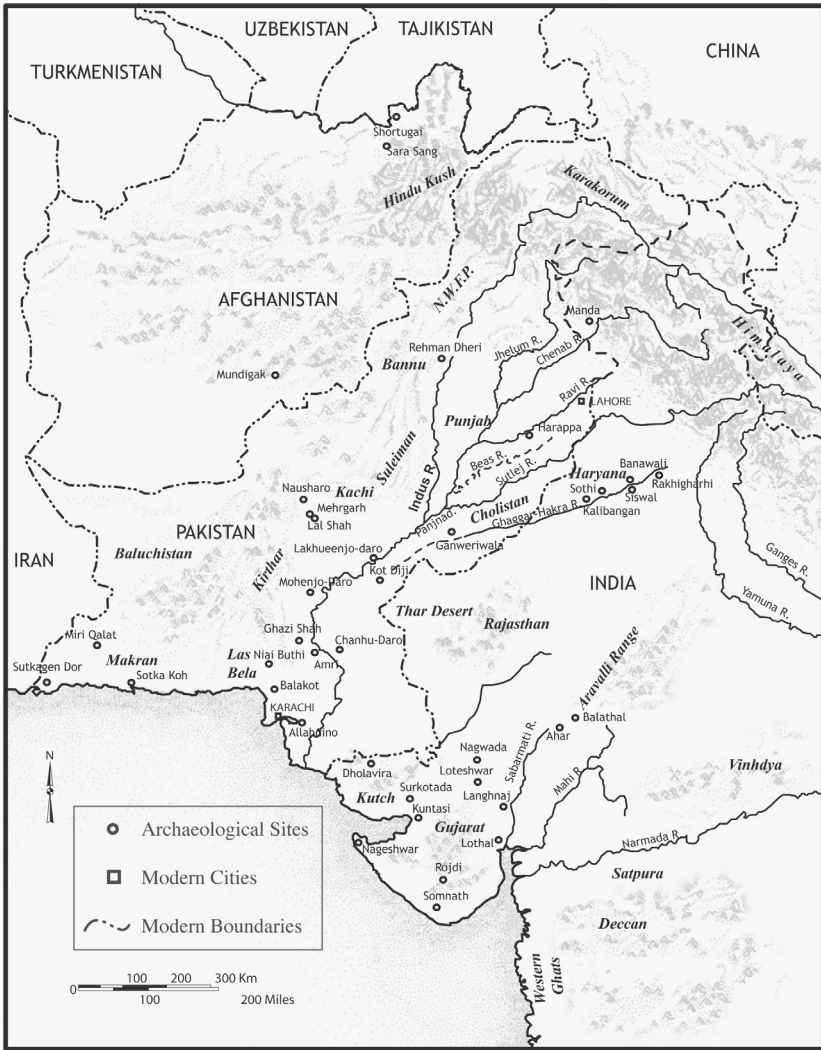 UZBEKISTAN
TAJIKISTAN
CHINA
TURKMENISTAN
Shortugai
Sara Sang
Hindu Kush
Karakorum
N.W.F.P.
AFGHANISTAN
Himalaya
Manda
Rehman Dheri
Jhelum R.
Chenab R.
Bannu
Mundigak
Ravi R.
LAHORE
Punjab
Harappa
Suleiman
Beas R.
Sutlej R.
Indus R.
Haryana
Banawali
Rakhigharhi
Nausharo
Kachi
Sothi
Siswal
Mehrgarh
Cholistan
Kalibangan
Lal Shah
Panjnad.
Ghaggar-Hakra R.
PAKISTAN
Ganweriwala
Lakhueenjo-daro
Baluchistan
IRAN
Kirthar
Kot Diji
Mohenjo-Daro
INDIA
Ganges R.
Yamuna R.
Thar Desert
Rajasthan
Ghazi Shah
Chanhu-Daro
Miri Qalat
Makran
Las
Bela
Niai Buthi
Amri
Aravalli Range
Sutkagen Dor
Sotka Koh
Balakot
KARACHI
Allahdino
Balathal
Ahar
Sabarmati R.
Nagwada
Dholavira
Loteshwar
Vinhdya
Mahi R.
Surkotada
Langhnaj
Kutch
Kuntasi
Gujarat
Nageshwar
Lothal
Narmada R.
Rojdi
Satpura
Somnath
Deccan
Western
Ghats
N
Archaeological Sites
Modern Cities
Modern Boundaries
100 200 300 Km
0
100 200 Miles